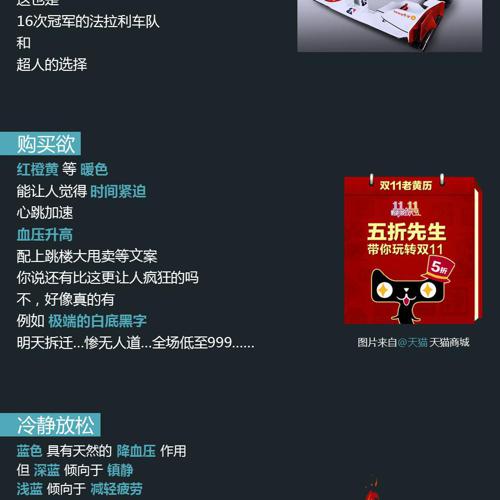 这也是
16次冠军的法拉利车队
和
超人的选择
购买欲
红橙黄 等 暖色
能让人觉得 时间紧迫
心跳加速
血压升高
配上跳楼大甩卖等文案
你说还有比这更让人疯狂的吗
不，好像真的有
例如 极端的白底黑字
明天拆迁...惨无人道...全场低至999......
双11老黄历
11.11
五折先生
带你玩转双11
5折
图片来自@天猫 天猫商城
冷静放松
蓝色 具有天然的 降血压 作用
但 深蓝 倾向于 镇静
浅蓝 倾向于 减轻疲劳